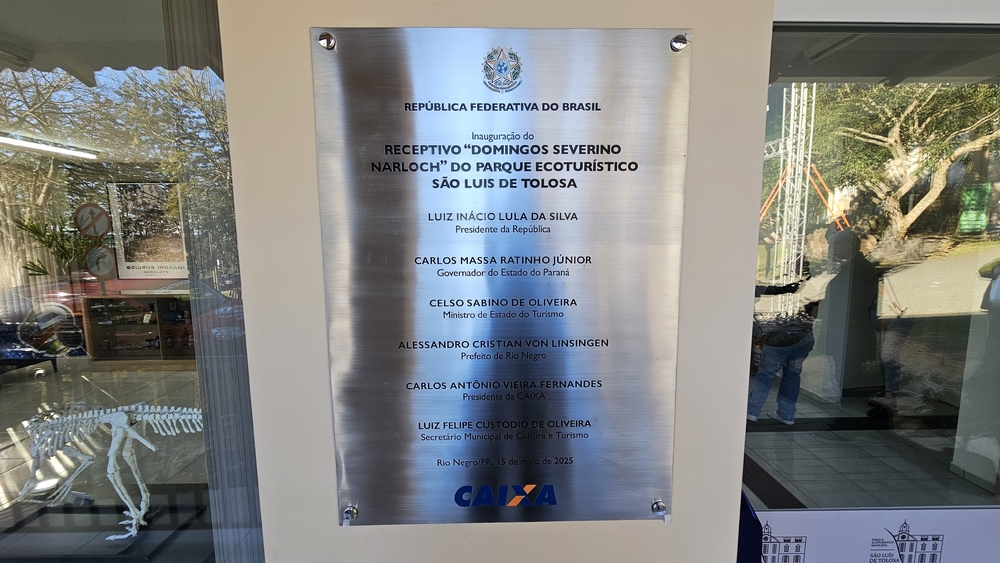 REPÚBLICA FEDERATIVA DO BRASIL
Inauguração do
RECEPTIVO “DOMINGOS SEVERINO
NARLOCH” DO PARQUE ECOTURÍSTICO
SÃO LUIS DE TOLOSA
LUIZ INÁCIO LULA DA SILVA
Presidente da República
CARLOS MASSA RATINHO JÚNIOR
Governador do Estado do Paraná
CELSO SABINO DE OLIVEIRA
Ministro de Estado do Turismo
ALESSANDRO CRISTIAN VON LINSINGEN
Prefeito de Rio Negro
CARLOS ANTÔNIO VIEIRA FERNANDES
Presidente da CAIXA
LUIZ FELIPE CUSTÓDIO DE OLIVEIRA
Secretário Municipal de Cultura e Turismo
Rio Negro/PR, 15 de maio de 2025
CAIXA
SÃO LUIS
DE TOLOSA